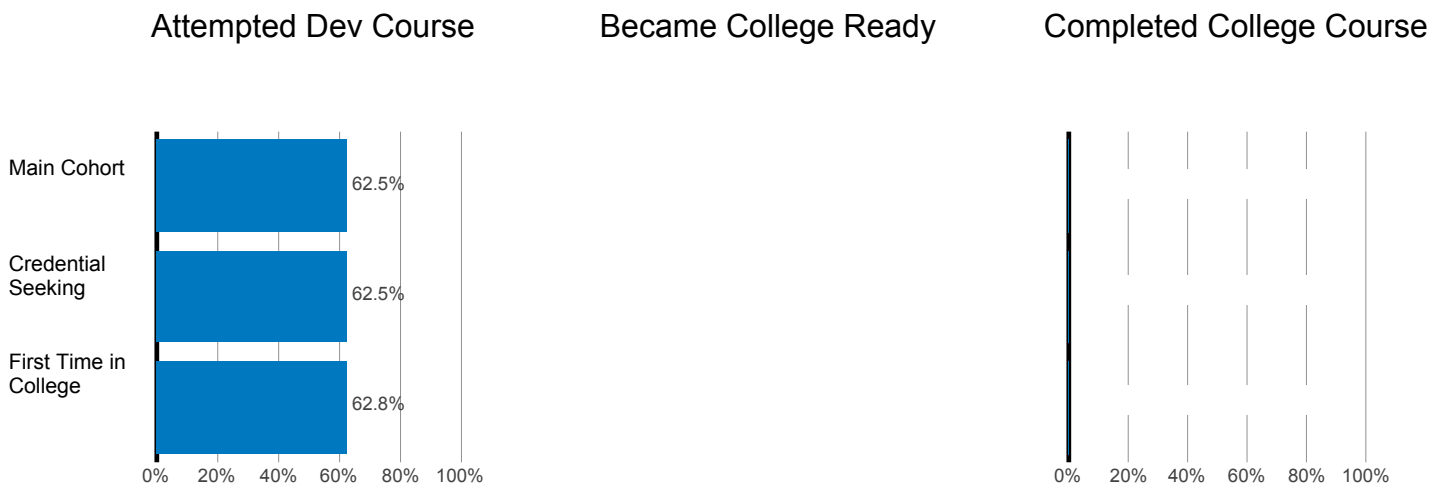 Attempted Dev Course
Became College Ready
Completed College Course
Main Cohort
62.5%
Credential
Seeking
62.5%
First Time in
College
62.8%
0% 20% 40% 60% 80% 100%
0% 20% 40% 60% 80% 100%